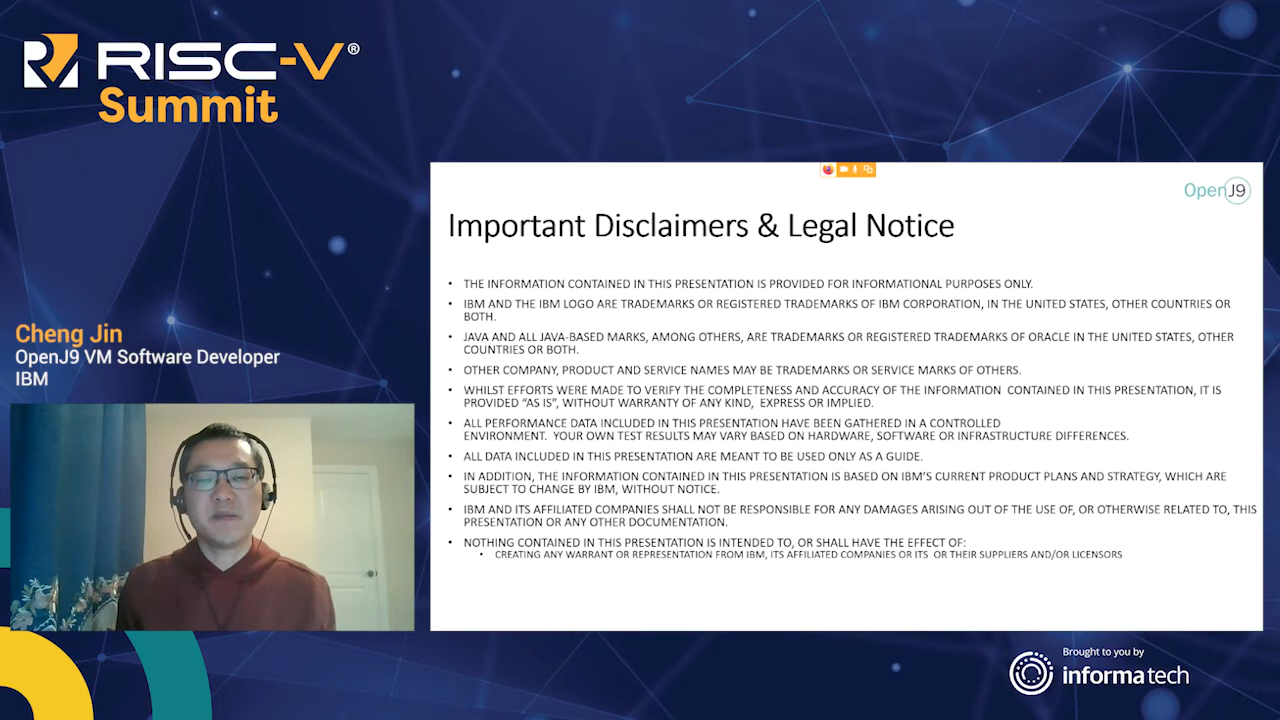 RISC-V®
Summit
OpenJ9
Important Disclaimers & Legal Notice
• THE INFORMATION CONTAINED IN THIS PRESENTATION IS PROVIDED FOR INFORMATIONAL PURPOSES ONLY.
• IBM AND THE IBM LOGO ARE TRADEMARKS OR REGISTERED TRADEMARKS OF IBM CORPORATION, IN THE UNITED STATES, OTHER COUNTRIES OR
BOTH.
• JAVA AND ALL JAVA-BASED MARKS, AMONG OTHERS, ARE TRADEMARKS OR REGISTERED TRADEMARKS OF ORACLE IN THE UNITED STATES, OTHER
COUNTRIES OR BOTH.
• OTHER COMPANY, PRODUCT AND SERVICE NAMES MAY BE TRADEMARKS OR SERVICE MARKS OF OTHERS.
• WHILST EFFORTS WERE MADE TO VERIFY THE COMPLETENESS AND ACCURACY OF THE INFORMATION CONTAINED IN THIS PRESENTATION, IT IS
PROVIDED “AS IS”, WITHOUT WARRANTY OF ANY KIND, EXPRESS OR IMPLIED.
• ALL PERFORMANCE DATA INCLUDED IN THIS PRESENTATION HAVE BEEN GATHERED IN A CONTROLLED
ENVIRONMENT. YOUR OWN TEST RESULTS MAY VARY BASED ON HARDWARE, SOFTWARE OR INFRASTRUCTURE DIFFERENCES.
• ALL DATA INCLUDED IN THIS PRESENTATION ARE MEANT TO BE USED ONLY AS A GUIDE.
• IN ADDITION, THE INFORMATION CONTAINED IN THIS PRESENTATION IS BASED ON IBM’S CURRENT PRODUCT PLANS AND STRATEGY, WHICH ARE
SUBJECT TO CHANGE BY IBM, WITHOUT NOTICE.
• IBM AND ITS AFFILIATED COMPANIES SHALL NOT BE RESPONSIBLE FOR ANY DAMAGES ARISING OUT OF THE USE OF, OR OTHERWISE RELATED TO, THIS
PRESENTATION OR ANY OTHER DOCUMENTATION.
• NOTHING CONTAINED IN THIS PRESENTATION IS INTENDED TO, OR SHALL HAVE THE EFFECT OF:
• CREATING ANY WARRANT OR REPRESENTATION FROM IBM, ITS AFFILIATED COMPANIES OR ITS OR THEIR SUPPLIERS AND/OR LICENSORS
Cheng Jin
OpenJ9 VM Software Developer
IBM
Brought to you by
informa tech